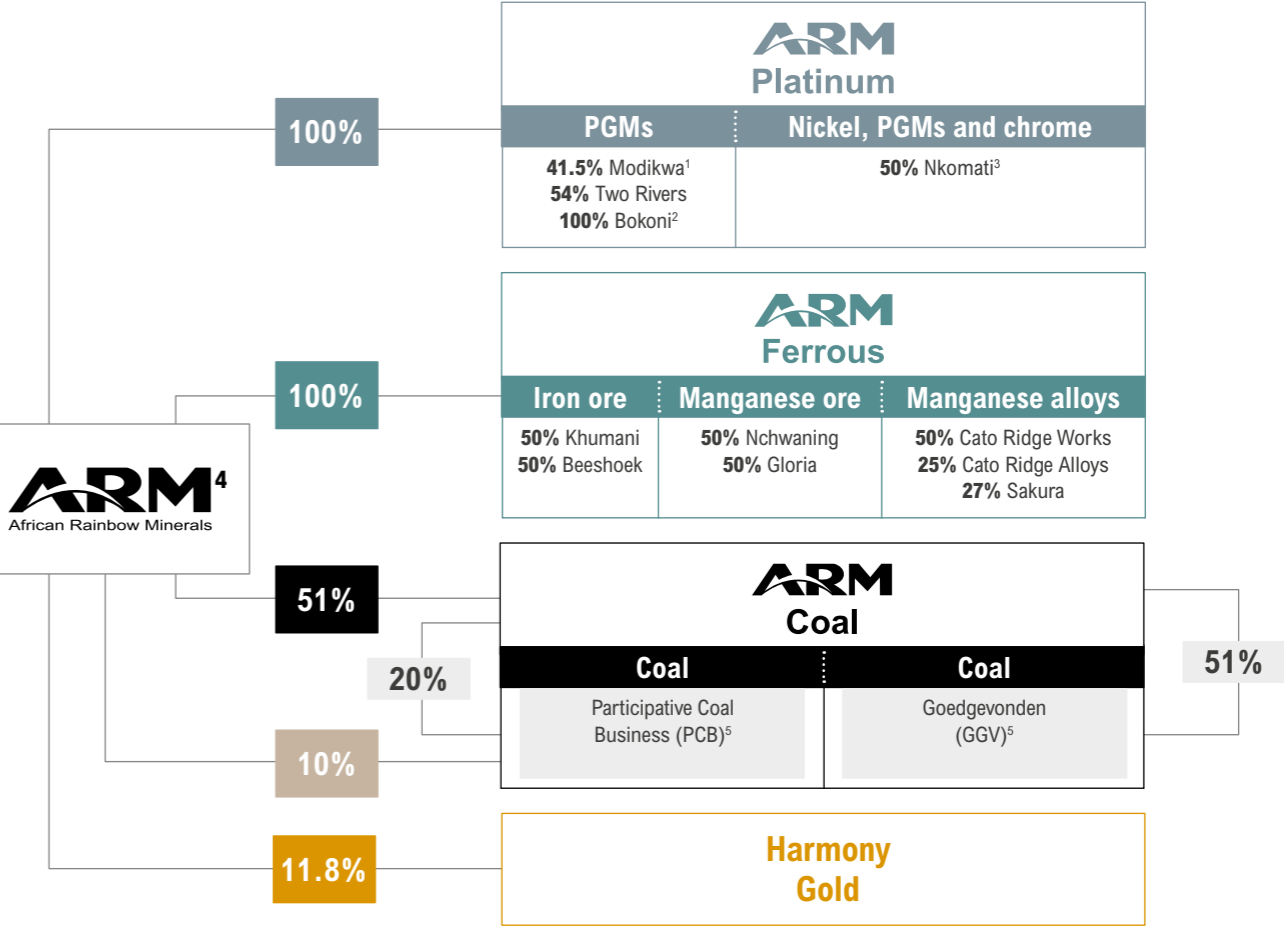 ARM
Platinum
100%
PGMs
Nickel, PGMs and chrome
41.5% Modikwa¹
54% Two Rivers
100% Bokoni²
50% Nkomati³
ARM
Ferrous
100%
Iron ore
Manganese ore
Manganese alloys
50% Khumani
50% Beeshoek
50% Nchwaning
50% Gloria
50% Cato Ridge Works
25% Cato Ridge Alloys
27% Sakura
ARM⁴
African Rainbow Minerals
ARM
Coal
51%
20%
51%
Coal
Coal
Participative Coal
Business (PCB)⁵
Goedgevonden
(GGV)⁵
10%
11.8%
Harmony
Gold